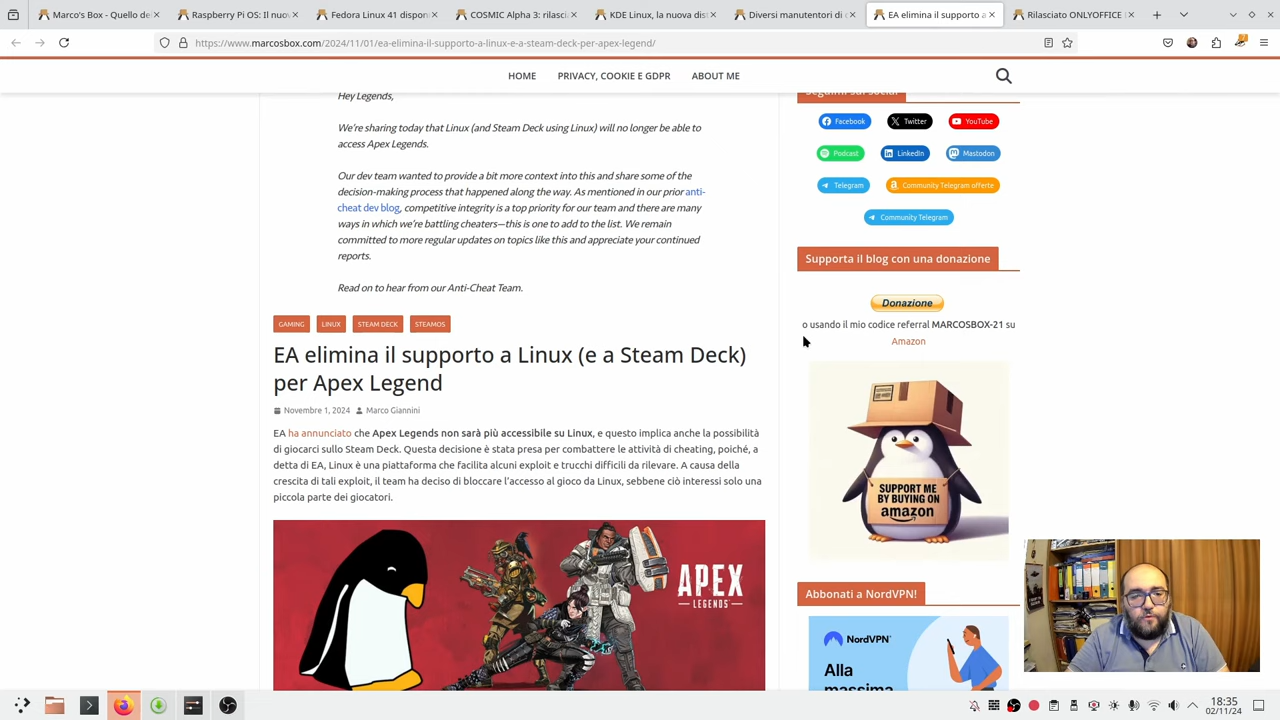 Marco's Box - Quello de
Raspberry Pi OS: Il nuov
Fedora Linux 41 dispon
COSMIC Alpha 3: rilasci
KDE Linux, la nuova dis
Diversi manutentori di c
EA elimina il supporto a
Rilasciato ONLYOFFICE
https://www.marcosbox.com/2024/11/01/ea-elimina-il-supporto-a-linux-e-a-steam-deck-per-apex-legend/
HOME
PRIVACY, COOKIE E GDPR
ABOUT ME
Hey Legends,
We're sharing today that Linux (and Steam Deck using Linux) will no longer be able to
access Apex Legends.
Our dev team wanted to provide a bit more context into this and share some of the
decision-making process that happened along the way. As mentioned in our prior anti-
cheat dev blog, competitive integrity is a top priority for our team and there are many
ways in which we're battling cheaters—this is one to add to the list. We remain
committed to more regular updates on topics like this and appreciate your continued
reports.
Read on to hear from our Anti-Cheat Team.
GAMING
LINUX
STEAM DECK
STEAMOS
EA elimina il supporto a Linux (e a Steam Deck)
per Apex Legend
Novembre 1, 2024
Marco Giannini
EA ha annunciato che Apex Legends non sarà più accessibile su Linux, e questo implica anche la possibilità
di giocarci sullo Steam Deck. Questa decisione è stata presa per combattere le attività di cheating, poiché, a
detta di EA, Linux è una piattaforma che facilita alcuni exploit e trucchi difficili da rilevare. A causa della
crescita di tali exploit, il team ha deciso di bloccare l'accesso al gioco da Linux, sebbene ciò interessi solo una
piccola parte dei giocatori.
APEX
LEGENDS
Seguimi sui social!
Facebook
Twitter
YouTube
Podcast
LinkedIn
Mastodon
Telegram
Community Telegram offerte
Community Telegram
Supporta il blog con una donazione
Donazione
o usando il mio codice referral MARCOSBOX-21 su
Amazon
SUPPORT ME
BY BUYING ON
amazon
Abbonati a NordVPN!
NordVPN
Alla
massima
18:35
02/11/24